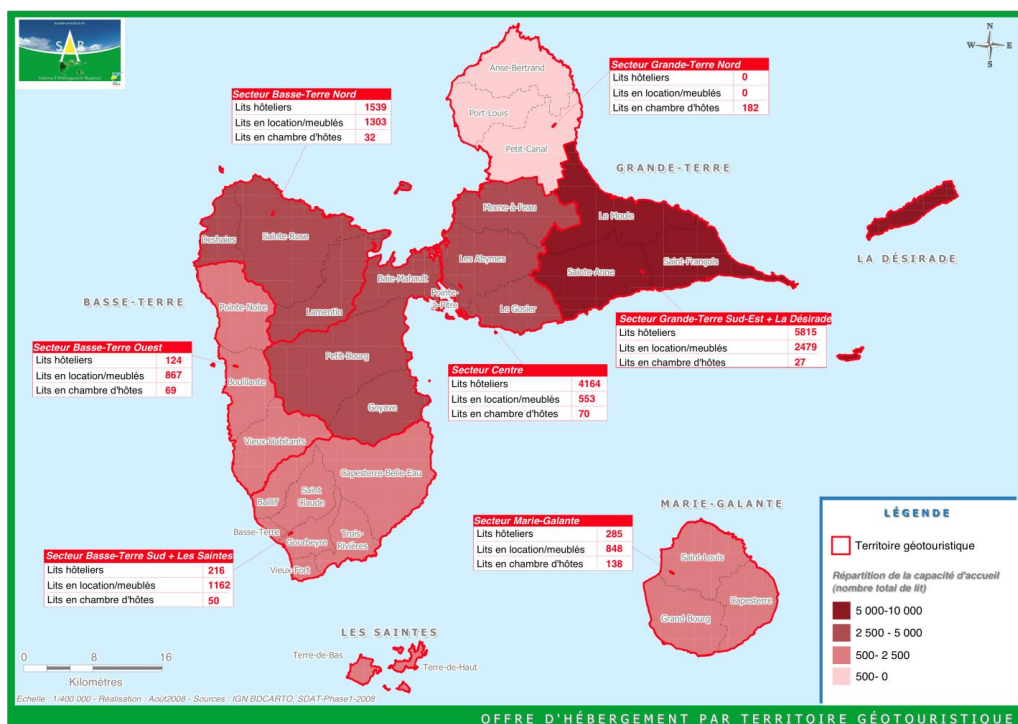 SAR
Schéma d'Aménagement Régional
N
W E
S
Secteur Grande-Terre Nord
Lits hôteliers 0
Lits en location/meublés 0
Lits en chambre d'hôtes 182
Secteur Basse-Terre Nord
Lits hôteliers 1539
Lits en location/meublés 1303
Lits en chambre d'hôtes 32
Anse-Bertrand
Port-Louis
Petit-Canal
GRANDE-TERRE
Morne-à-l'eau
Le Moule
Deshaies
Sainte-Rose
Les Abymes
Sainte-Anne
Saint-François
LA DÉSIRADE
Baie-Mahault
Pointe-
à-Pitre
BASSE-TERRE
Pointe-Noire
Lamentin
Le Gosier
Secteur Grande-Terre Sud-Est + La Désirade
Lits hôteliers 5815
Lits en location/meublés 2479
Lits en chambre d'hôtes 27
Secteur Basse-Terre Ouest
Lits hôteliers 124
Lits en location/meublés 867
Lits en chambre d'hôtes 69
Petit-Bourg
Bouillante
Goyave
Secteur Centre
Lits hôteliers 4164
Lits en location/meublés 553
Lits en chambre d'hôtes 70
Vieux-Habitants
Capesterre-Belle-Eau
Saint
Claude
Baillif
Basse-Terre
Gourbeyre
Trois-
Rivières
Vieux-Fort
Secteur Basse-Terre Sud + Les Saintes
Lits hôteliers 216
Lits en location/meublés 1162
Lits en chambre d'hôtes 50
MARIE-GALANTE
Secteur Marie-Galante
Lits hôteliers 285
Lits en location/meublés 848
Lits en chambre d'hôtes 138
Saint-Louis
Capesterre
Grand-Bourg
LES SAINTES
Terre-de-Bas
Terre-de-Haut
LÉGENDE
Territoire géotouristique
Répartition de la capacité d'accueil
(nombre total de lit)
5 000-10 000
2 500 - 5 000
500- 2 500
500- 0
0 8 16
Kilomètres
Echelle : 1/400 000 - Réalisation : Août2008 - Sources : IGN BDCARTO, SDAT-Phase1-2008
OFFRE D'HÉBERGEMENT PAR TERRITOIRE GÉOTOURISTIQUE